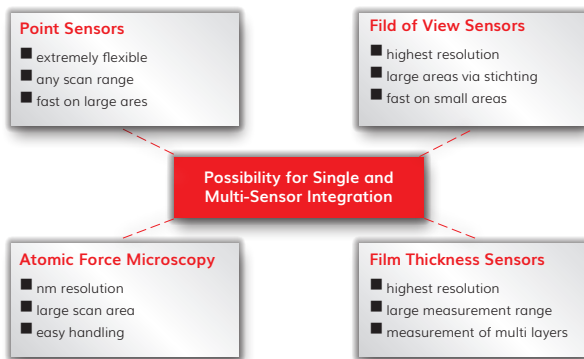 Point Sensors
■ extremely flexible
■ any scan range
■ fast on large ares
Fild of View Sensors
■ highest resolution
■ large areas via stichting
■ fast on small areas
Possibility for Single and
Multi-Sensor Integration
Atomic Force Microscopy
■ nm resolution
■ large scan area
■ easy handling
Film Thickness Sensors
■ highest resolution
■ large measurement range
■ measurement of multi layers